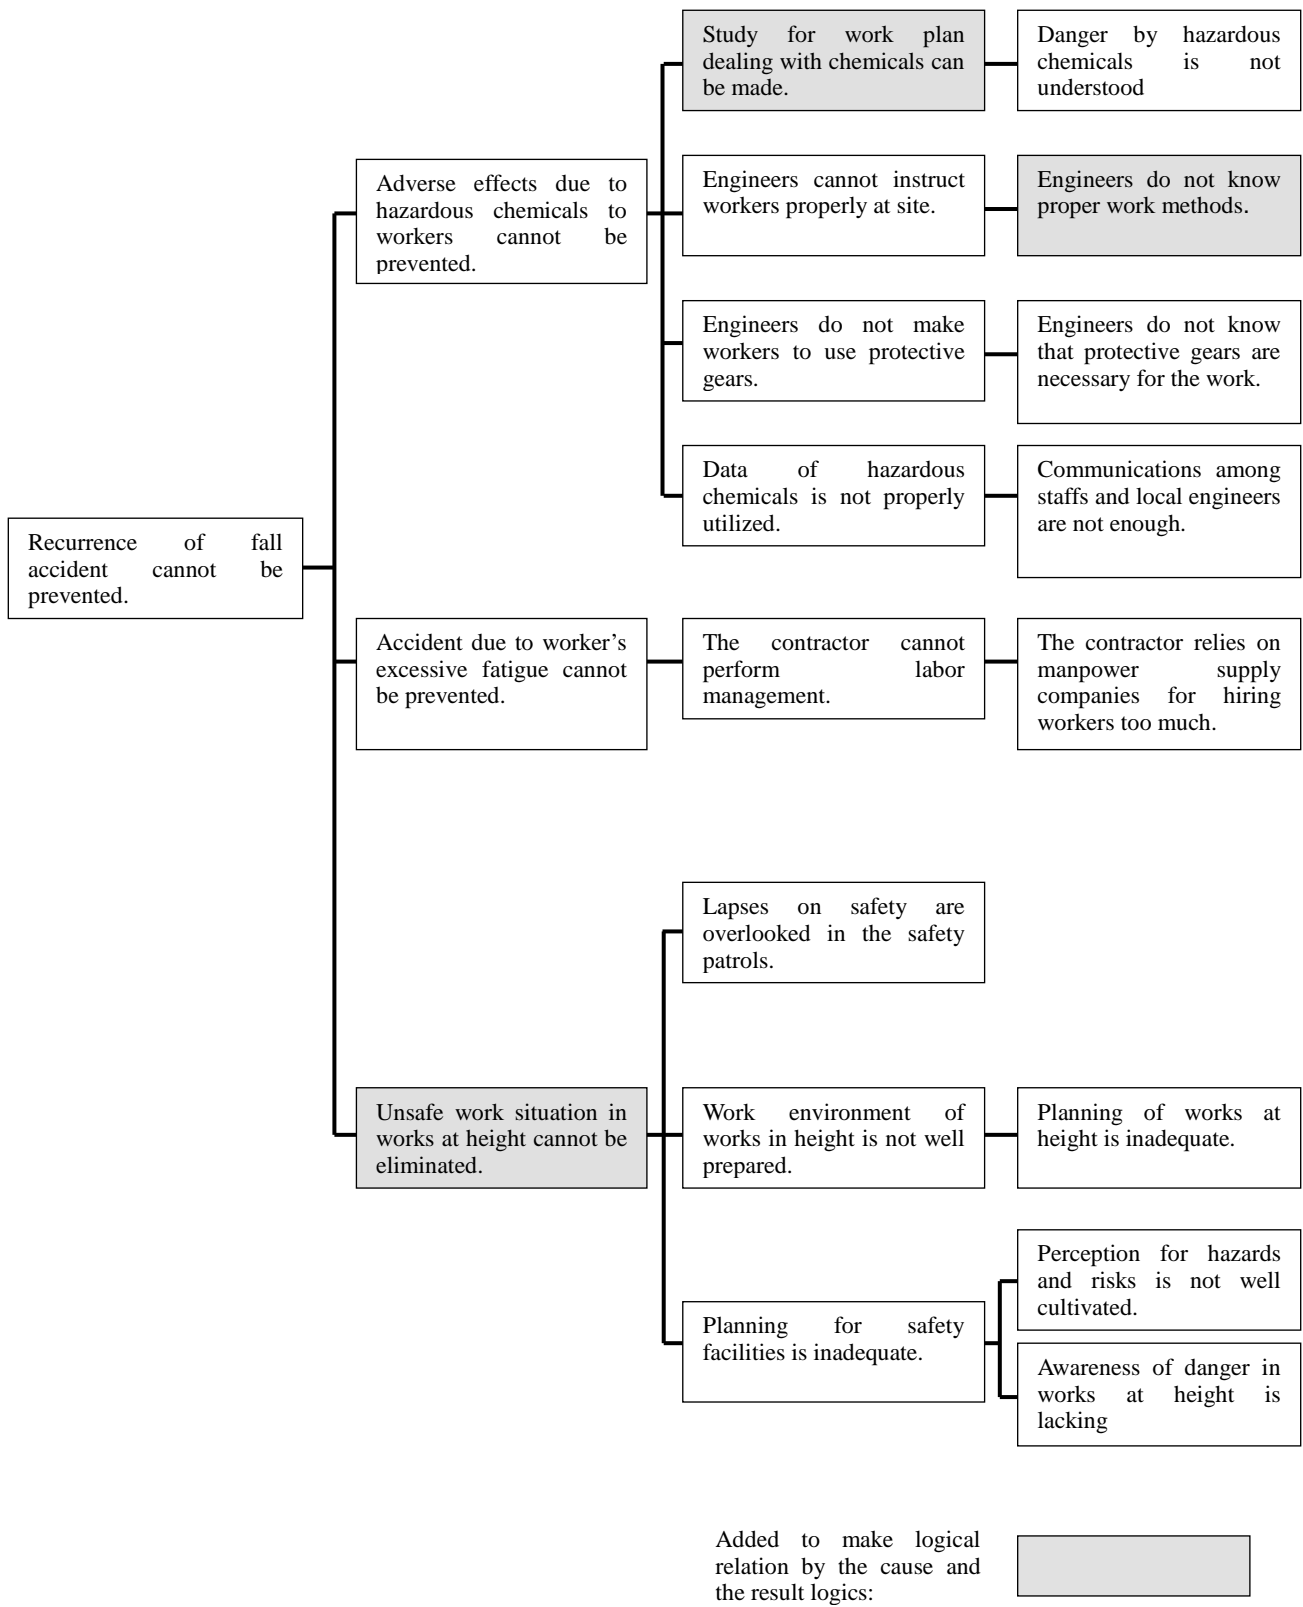 Study for work plan
dealing with chemicals can
be made.
Danger by hazardous
chemicals is not
understood
Adverse effects due to
hazardous chemicals to
workers cannot be
prevented.
Engineers cannot instruct
workers properly at site.
Engineers do not know
proper work methods.
Engineers do not make
workers to use protective
gears.
Engineers do not know
that protective gears are
necessary for the work.
Data of hazardous
chemicals is not properly
utilized.
Communications among
staffs and local engineers
are not enough.
Recurrence of fall
accident cannot be
prevented.
Accident due to worker's
excessive fatigue cannot
be prevented.
The contractor cannot
perform labor
management.
The contractor relies on
manpower supply
companies for hiring
workers too much.
Lapses on safety are
overlooked in the safety
patrols.
Unsafe work situation in
works at height cannot be
eliminated.
Work environment of
works in height is not well
prepared.
Planning of works at
height is inadequate.
Perception for hazards
and risks is not well
cultivated.
Planning for safety
facilities is inadequate.
Awareness of danger in
works at height is
lacking
Added to make logical
relation by the cause and
the result logics: